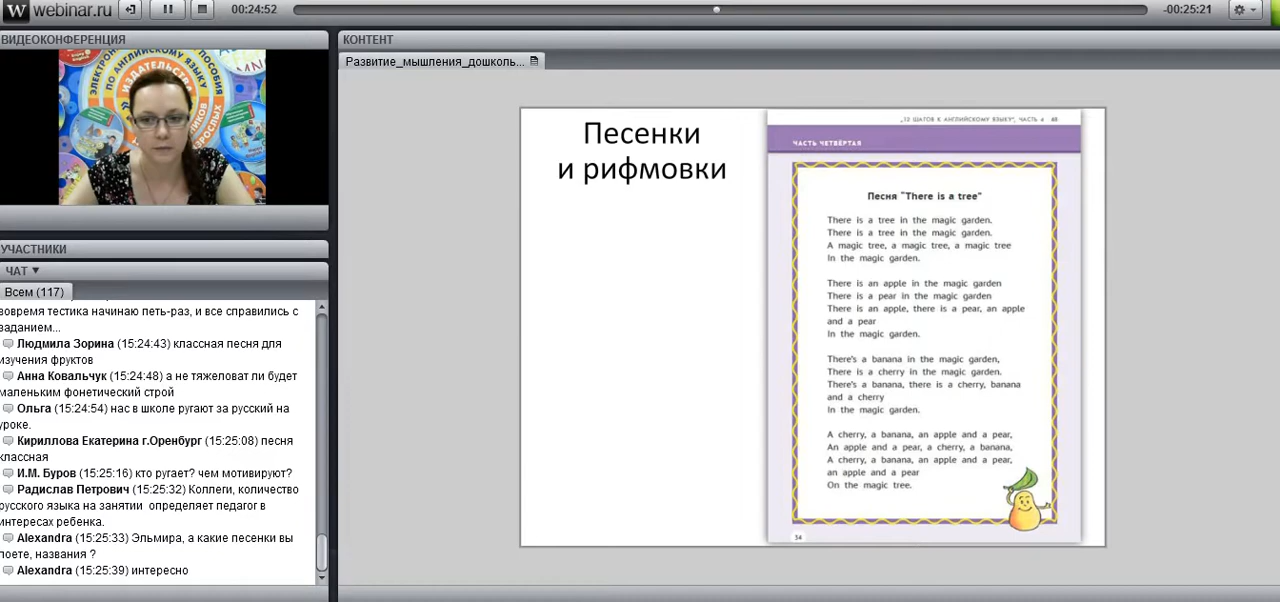 W webinar.ru 00:24:52 -00:25:21
ВИДЕОКОНФЕРЕНЦИЯ
ЭЛЕКТРОННЫЕ ПОСОБИЯ
ПО АНГЛИЙСКОМУ ЯЗЫКУ
ИЗДАТЕЛЬСТВА
УЧАСТНИКИ
ЧАТ ▼
Всем (117)
вовремя тестика начинаю петь-раз, и все справились с
заданием...
Людмила Зорина (15:24:43) классная песня для
изучения фруктов
Анна Ковальчук (15:24:48) а не тяжеловат ли будет
маленьким фонетический строй
Ольга (15:24:54) нас в школе ругают за русский на
уроке.
Кириллова Екатерина г.Оренбург (15:25:08) песня
классная
И.М. Буров (15:25:16) кто ругает? чем мотивируют?
Радислав Петрович (15:25:32) Коллеги, количество
русского языка на занятии определяет педагог в
интересах ребенка.
Alexandra (15:25:33) Эльмира, а какие песенки вы
поете, названия ?
Alexandra (15:25:39) интересно
КОНТЕНТ
Развитие_мышления_дошколь...
Песенки
и рифмовки
„12 ШАГОВ К АНГЛИЙСКОМУ ЯЗЫКУ", ЧАСТЬ 4
ЧАСТЬ ЧЕТВЁРТАЯ
Песня "There is a tree"
There is a tree in the magic garden.
There is a tree in the magic garden.
A magic tree, a magic tree, a magic tree
In the magic garden.
There is an apple in the magic garden
There is a pear in the magic garden
There is an apple, there is a pear, an apple
and a pear
In the magic garden.
There's a banana in the magic garden,
There is a cherry in the magic garden.
There's a banana, there is a cherry, banana
and a cherry
In the magic garden.
A cherry, a banana, an apple and a pear,
An apple and a pear, a cherry, a banana,
A cherry, a banana, an apple and a pear,
an apple and a pear
On the magic tree.
34